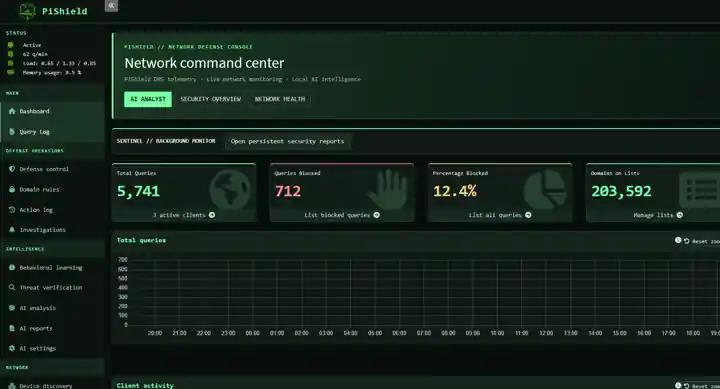 PiShield
«
STATUS
Active
62 q/min
Load: 0.65 / 1.33 / 0.85
Memory usage: 3.5 %
MAIN
Dashboard
Query Log
DEFENSE OPERATIONS
Defense control
Domain rules
Action log
Investigations
INTELLIGENCE
Behavioral learning
Threat verification
AI analysis
AI reports
AI settings
NETWORK
Device discovery
PISHIELD // NETWORK DEFENSE CONSOLE
Network command center
PiShield DNS telemetry · Live network monitoring · Local AI intelligence
AI ANALYST SECURITY OVERVIEW NETWORK HEALTH
SENTINEL // BACKGROUND MONITOR Open persistent security reports
Total Queries
5,741
3 active clients
Queries Blocked
712
List blocked queries
Percentage Blocked
12.4%
List all queries
Domains on Lists
203,592
Manage lists
Total queries Reset zoo
700
600
500
400
300
200
100
0
20:00 21:00 22:00 23:00 00:00 01:00 02:00 03:00 04:00 05:00 06:00 07:00 08:00 09:00 10:00 11:00 12:00 13:00 14:00 15:00 16:00 17:00 18:00 19:0
Client activity Reset zoo